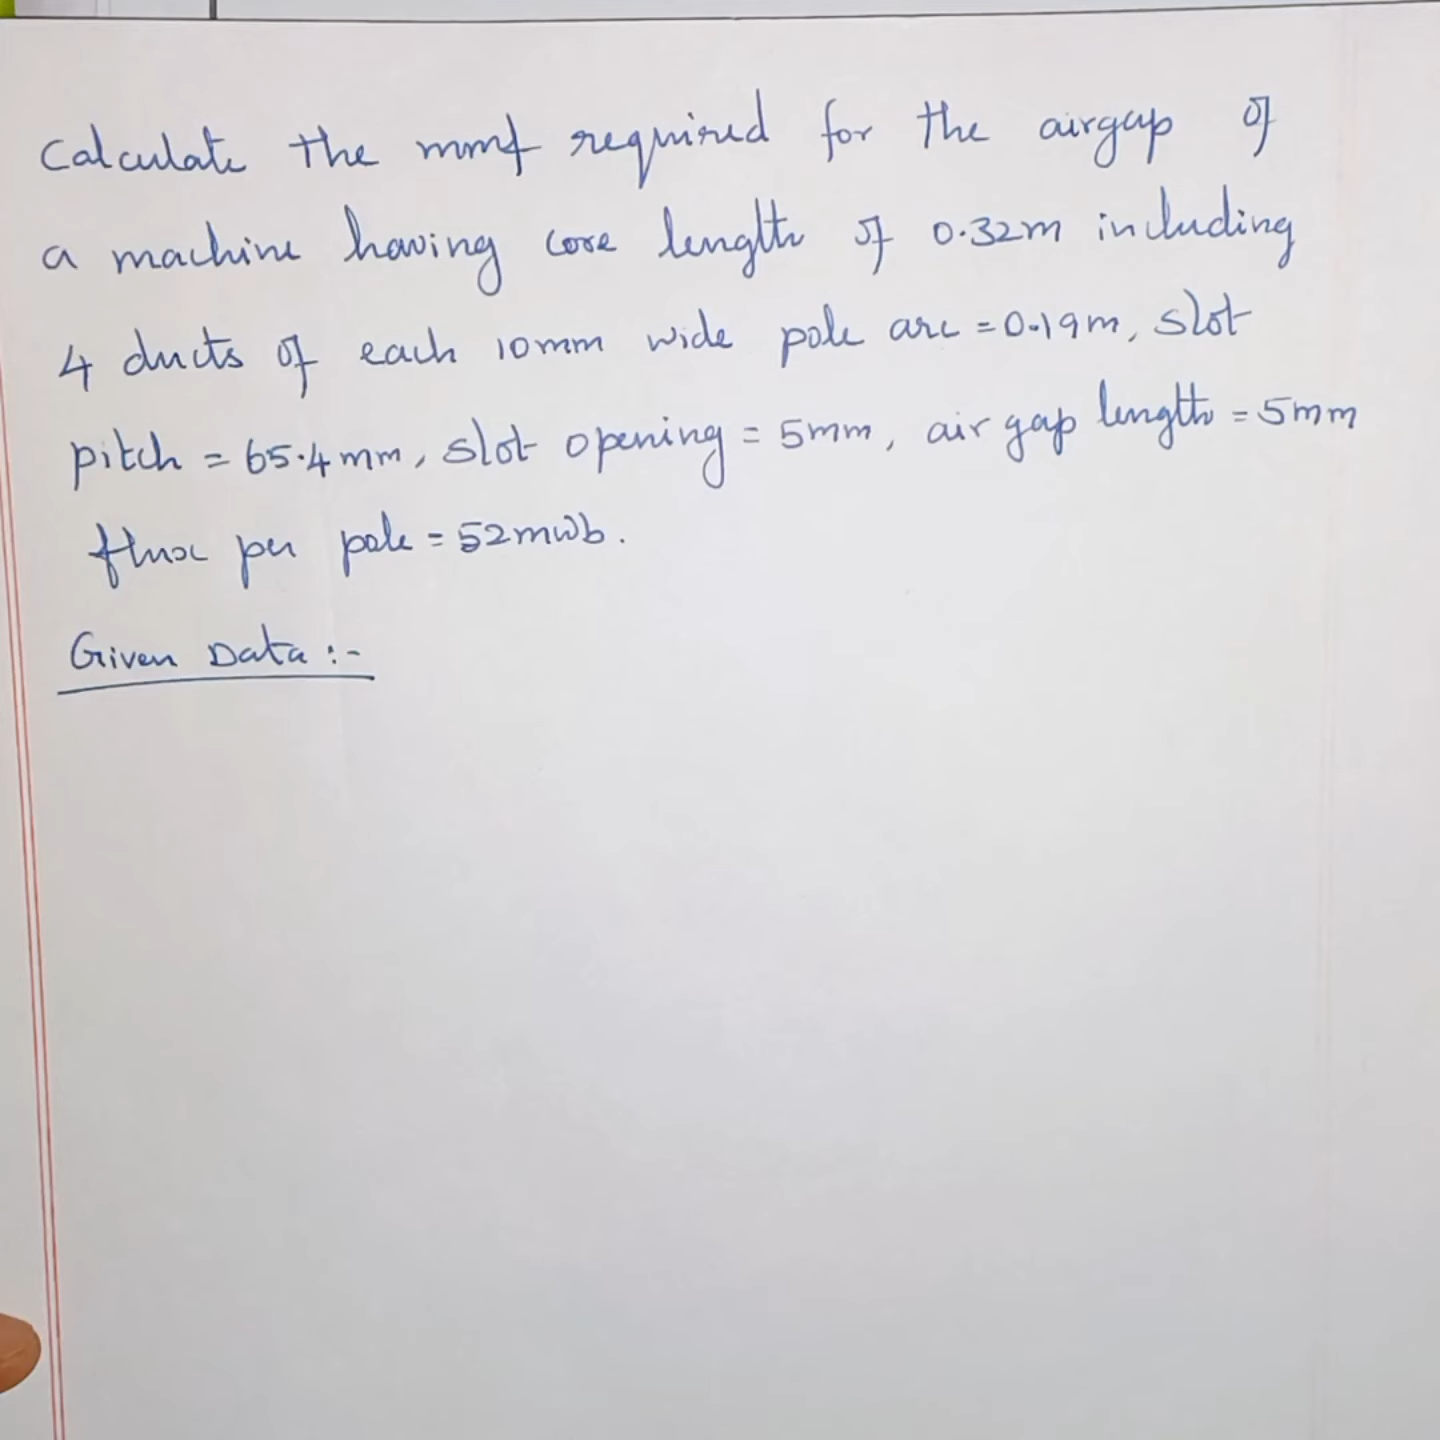 Calculate the mmf required for the airgap of
a machine having core length of 0.32m including
4 ducts of each 10mm wide pole arc = 0.19m, slot
pitch = 65.4mm, slot opening = 5mm, air gap length = 5mm
flux per pole = 52mwb.
Given Data :-